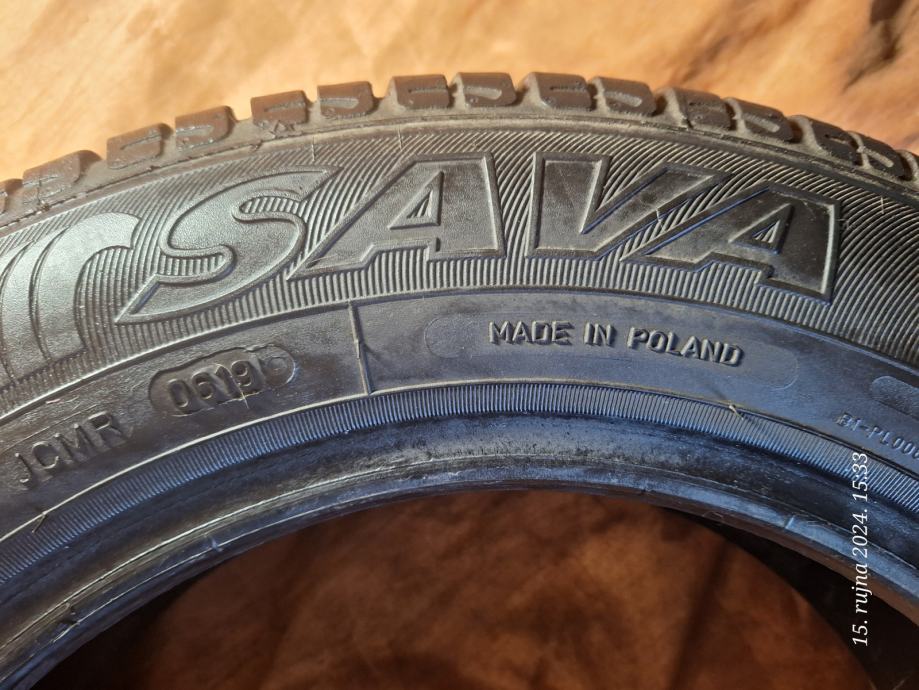 SAVA
MADE IN POLAND
0619
JCMR
15. rujna 2024. 15:33